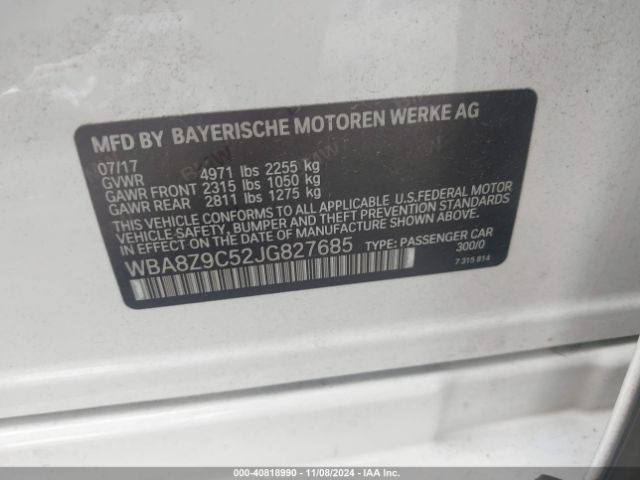 MFD BY BAYERISCHE MOTOREN WERKE AG
07/17
GVWR 4971 lbs 2255 kg
GAWR FRONT 2315 lbs 1050 kg
GAWR REAR 2811 lbs 1275 kg
THIS VEHICLE CONFORMS TO ALL APPLICABLE U.S.FEDERAL MOTOR
VEHICLE SAFETY, BUMPER, AND THEFT PREVENTION STANDARDS
IN EFFECT ON THE DATE OF MANUFACTURE SHOWN ABOVE.
WBA8Z9C52JG827685 TYPE: PASSENGER CAR
300/0
7 315 814
000-40818990 - 11/08/2024 - IAAI.com